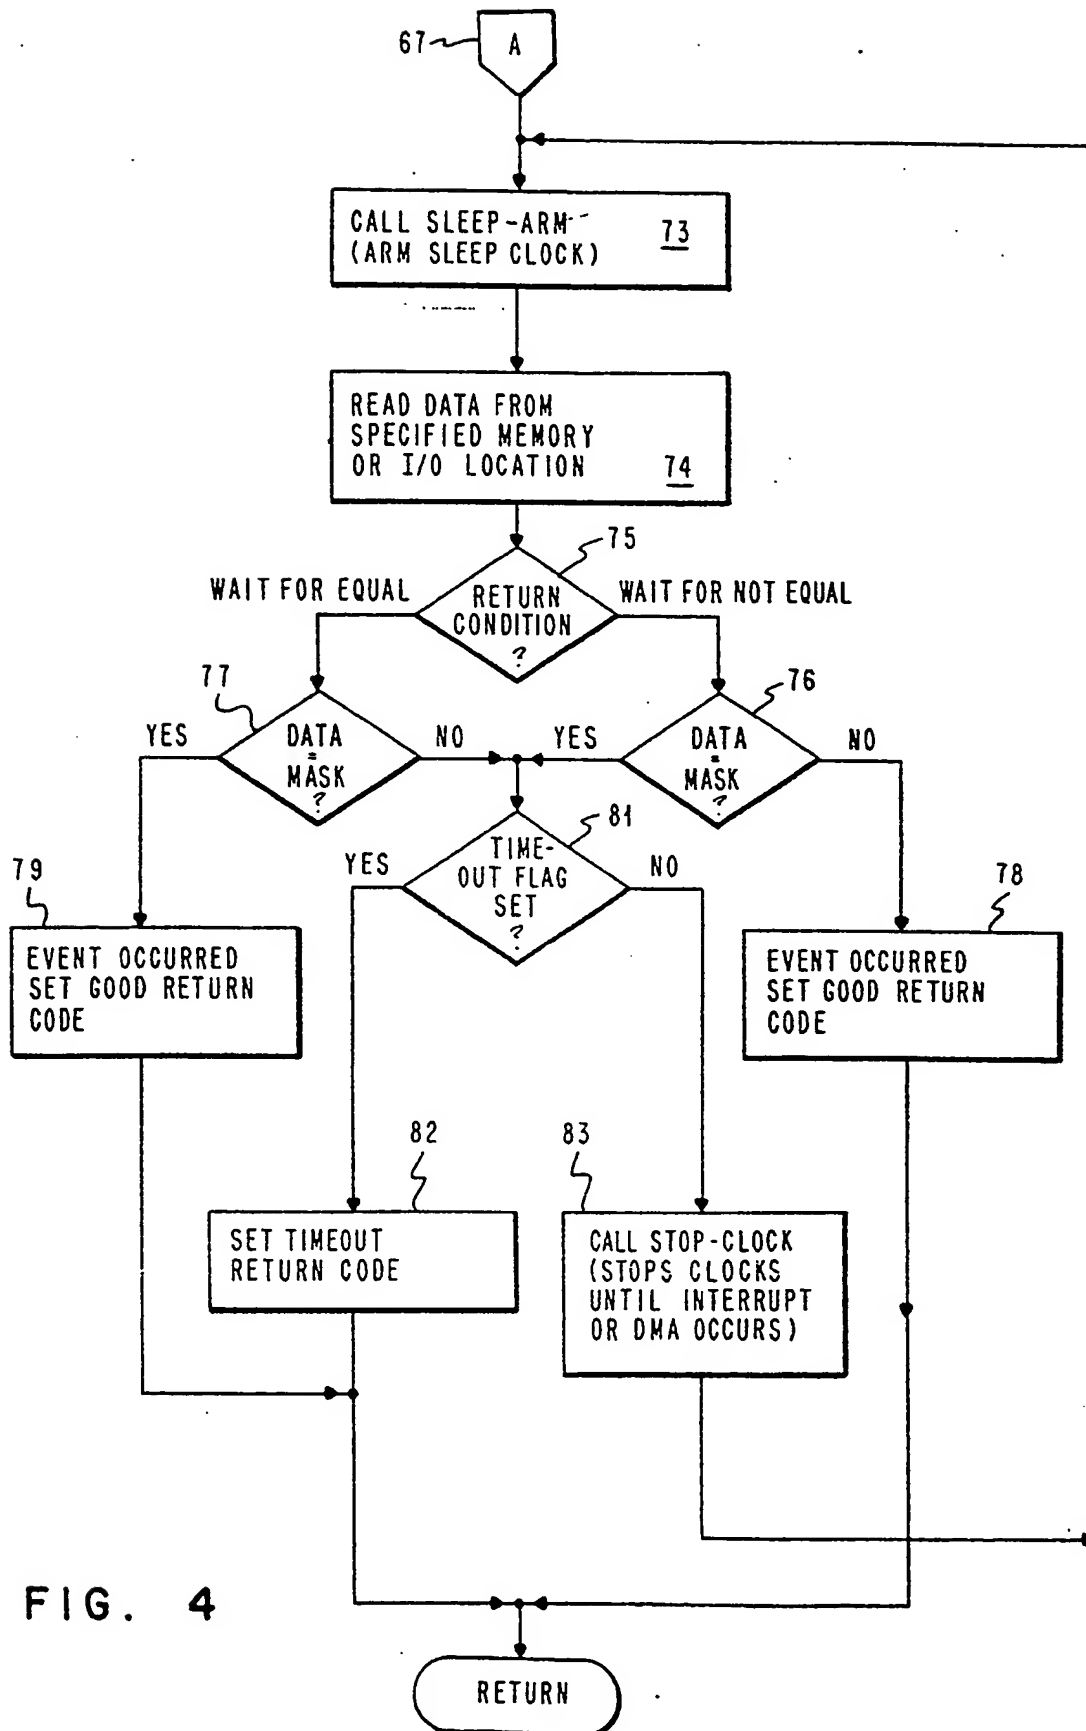 67
A
CALL SLEEP-ARM
(ARM SLEEP CLOCK)
73
READ DATA FROM
SPECIFIED MEMORY
OR I/O LOCATION
74
75
WAIT FOR EQUAL
RETURN
CONDITION
?
WAIT FOR NOT EQUAL
77
76
YES
DATA
=
MASK
?
NO
YES
DATA
=
MASK
?
NO
81
YES
TIME-
OUT FLAG
SET
?
NO
79
EVENT OCCURRED
SET GOOD RETURN
CODE
78
EVENT OCCURRED
SET GOOD RETURN
CODE
82
SET TIMEOUT
RETURN CODE
83
CALL STOP-CLOCK
(STOPS CLOCKS
UNTIL INTERRUPT
OR DMA OCCURS)
FIG. 4
RETURN